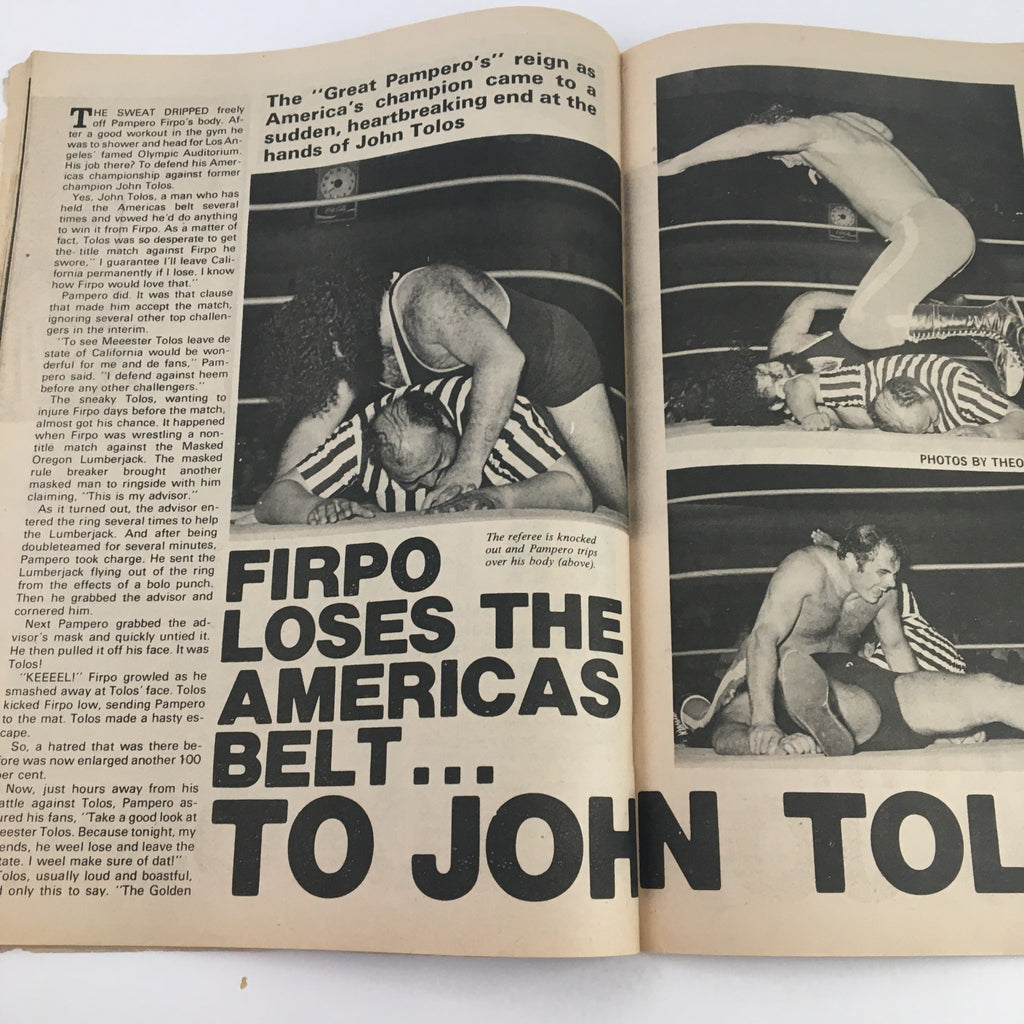 The "Great Pampero's" reign as
America's champion came to a
sudden, heartbreaking end at the
hands of John Tolos
THE SWEAT DRIPPED freely
off Pampero Firpo's body. Af-
ter a good workout in the gym he
was to shower and head for Los An-
geles' famed Olympic Auditorium.
His job there? To defend his Amer-
icas championship against former
champion John Tolos.
Yes, John Tolos, a man who has
held the Americas belt several
times and vowed he'd do anything
to win it from Firpo. As a matter of
fact, Tolos was so desperate to get
the title match against Firpo he
swore," I guarantee I'll leave Cali-
fornia permanently if I lose. I know
how Firpo would love that."
Pampero did. It was that clause
that made him accept the match,
ignoring several other top challen-
gers in the interim.
"To see Meeester Tolos leave de
state of California would be won-
derful for me and de fans," Pam-
pero said. "I defend against heem
before any other challengers."
The sneaky Tolos, wanting to
injure Firpo days before the match,
almost got his chance. It happened
when Firpo was wrestling a non-
title match against the Masked
Oregon Lumberjack. The masked
rule breaker brought another
masked man to ringside with him
claiming, "This is my advisor."
As it turned out, the advisor en-
tered the ring several times to help
the Lumberjack. And after being
doubleteamed for several minutes,
Pampero took charge. He sent the
Lumberjack flying out of the ring
from the effects of a bolo punch.
Then he grabbed the advisor and
cornered him.
Next Pampero grabbed the ad-
visor's mask and quickly untied it.
He then pulled it off his face. It was
Tolos!
"KEEEEL!" Firpo growled as he
smashed away at Tolos' face. Tolos
kicked Firpo low, sending Pampero
to the mat. Tolos made a hasty es-
cape.
So, a hatred that was there be-
fore was now enlarged another 100
per cent.
Now, just hours away from his
attle against Tolos, Pampero as-
ured his fans, "Take a good look at
eester Tolos. Because tonight, my
ends, he weel lose and leave the
tate. I weel make sure of dat!"
Tolos, usually loud and boastful,
only this to say. "The Golden
The referee is knocked
out and Pampero trips
over his body (above).
FIRPO
LOSES THE
AMERICAS
BELT...
TO JOHN TOL
PHOTOS BY THEO